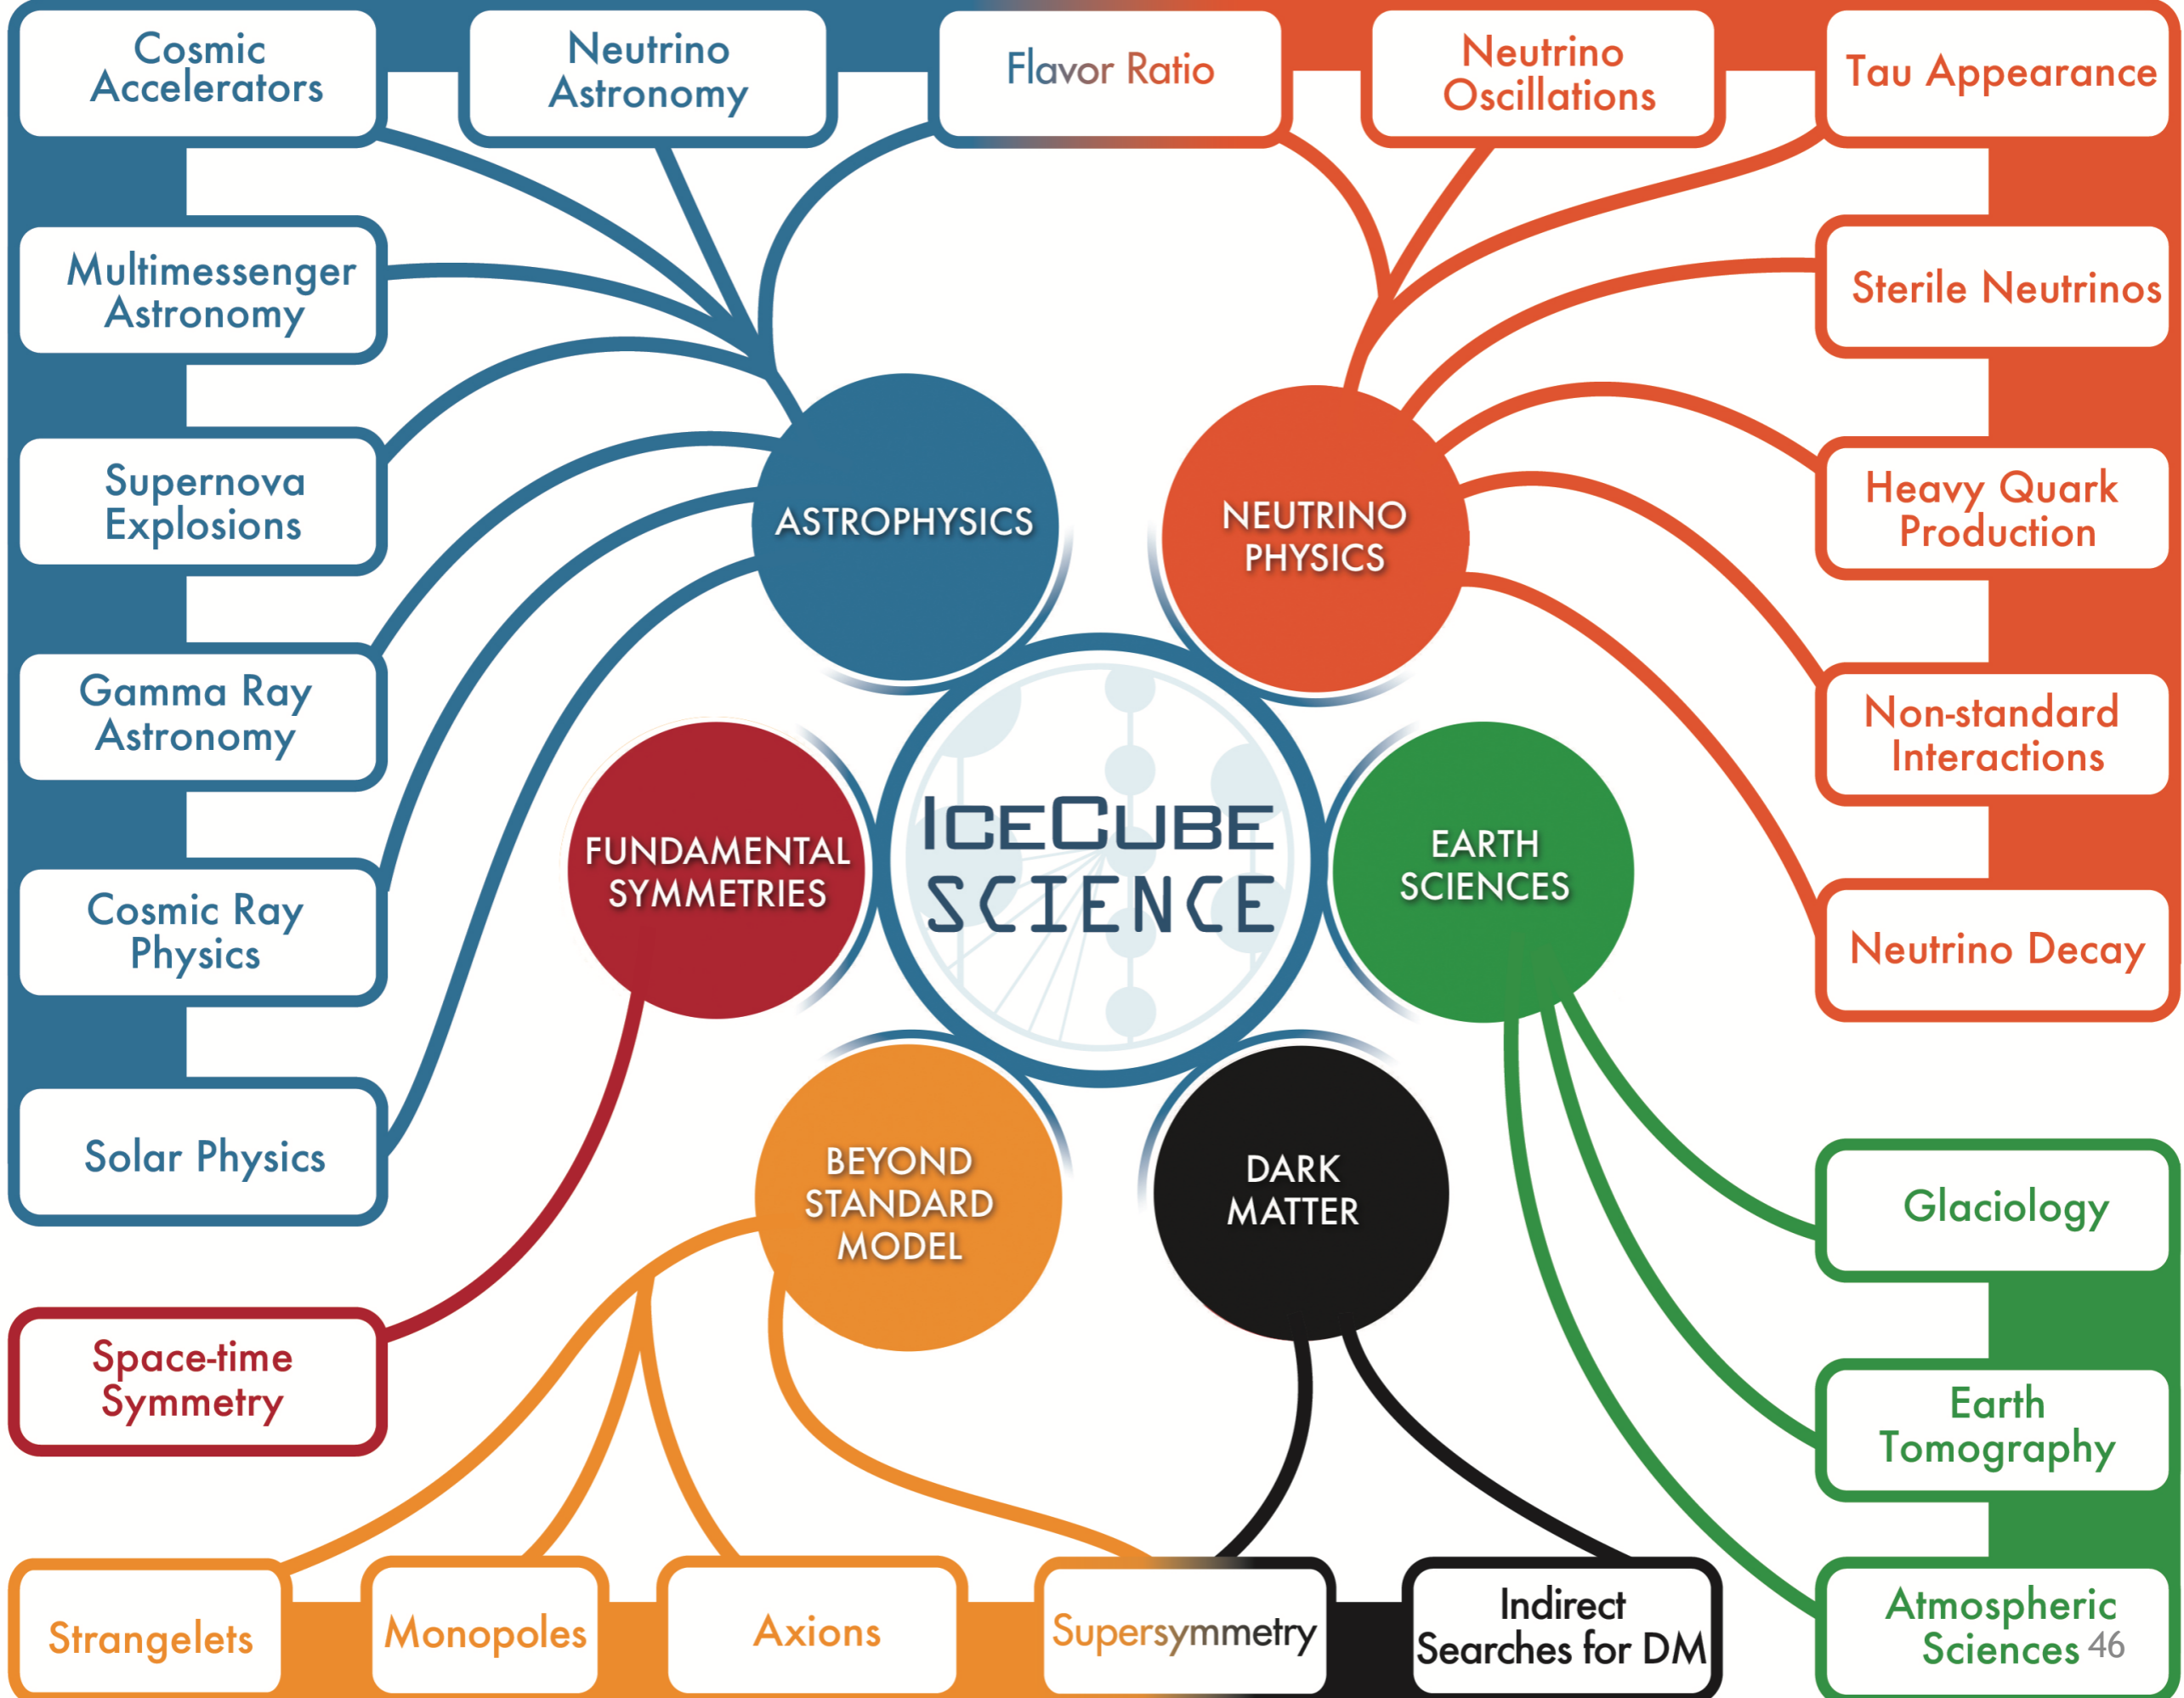 Cosmic
Accelerators
Neutrino
Astronomy
Flavor Ratio
Neutrino
Oscillations
Tau Appearance
Multimessenger
Astronomy
Sterile Neutrinos
Supernova
Explosions
ASTROPHYSICS
NEUTRINO
PHYSICS
Heavy Quark
Production
Gamma Ray
Astronomy
Non-standard
Interactions
FUNDAMENTAL
SYMMETRIES
ICECUBE
SCIENCE
EARTH
SCIENCES
Cosmic Ray
Physics
Neutrino Decay
Solar Physics
BEYOND
STANDARD
MODEL
DARK
MATTER
Glaciology
Space-time
Symmetry
Earth
Tomography
Strangelets
Monopoles
Axions
Supersymmetry
Indirect
Searches for DM
Atmospheric
Sciences 46